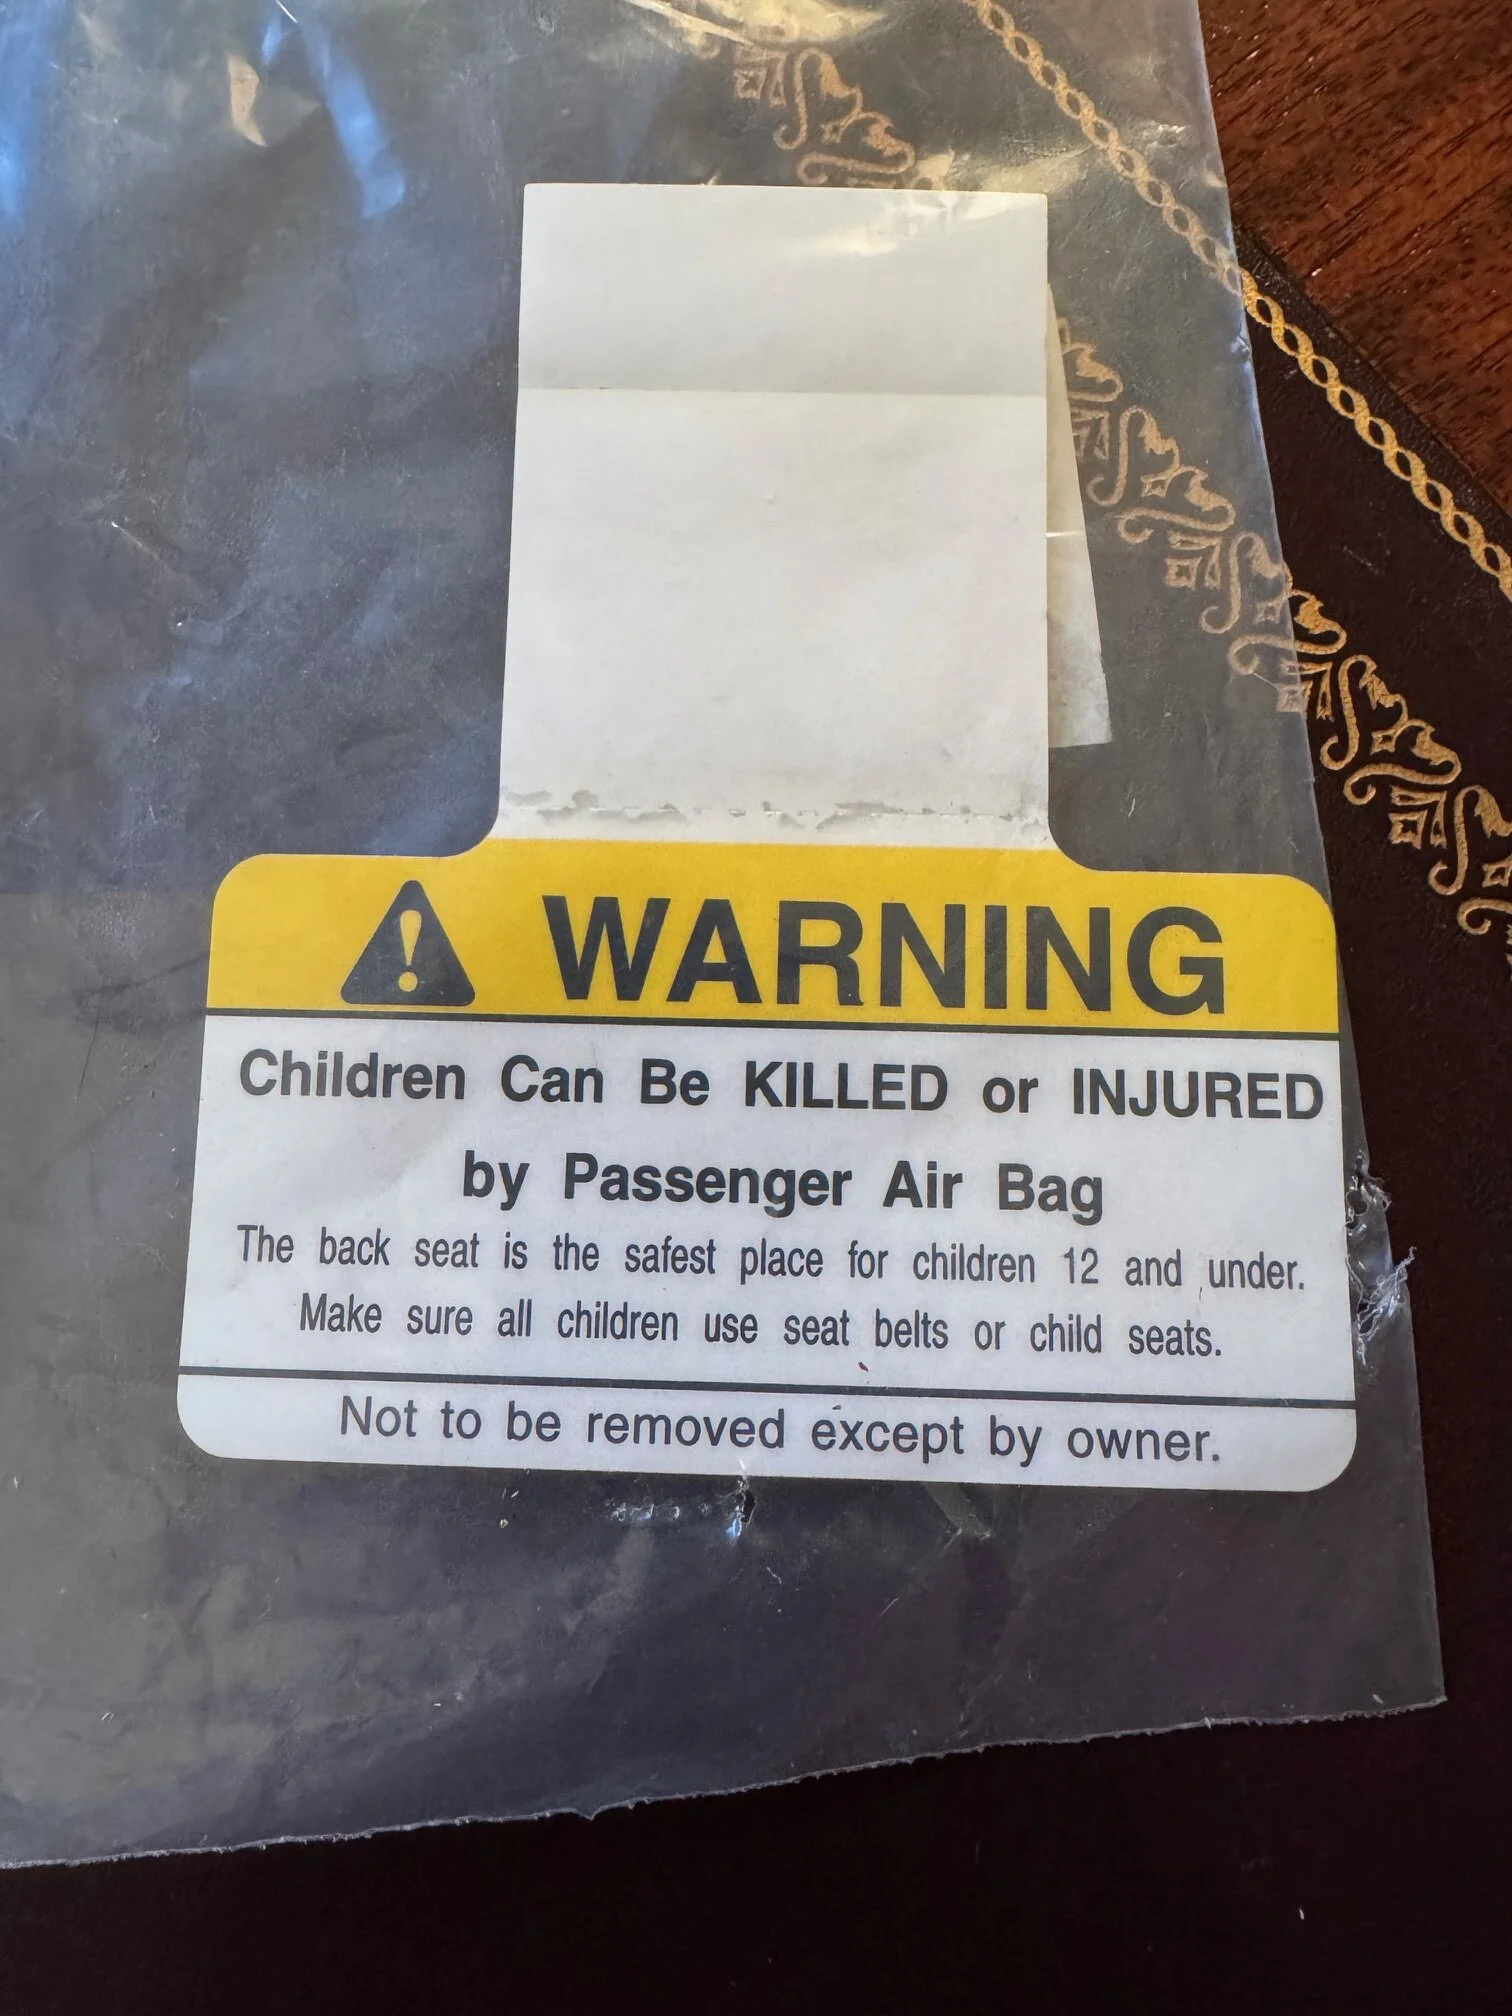 WARNING
Children Can Be KILLED or INJURED
by Passenger Air Bag
The back seat is the safest place for children 12 and under.
Make sure all children use seat belts or child seats.
Not to be removed except by owner.